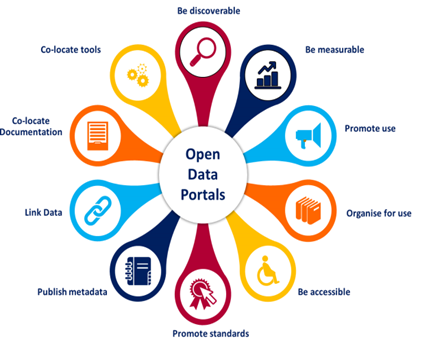 Be discoverable
Co-locate tools
Be measurable
Co-locate
Documentation
Promote use
Open
Data
Portals
Link Data
Organise for use
Publish metadata
Be accessible
Promote standards